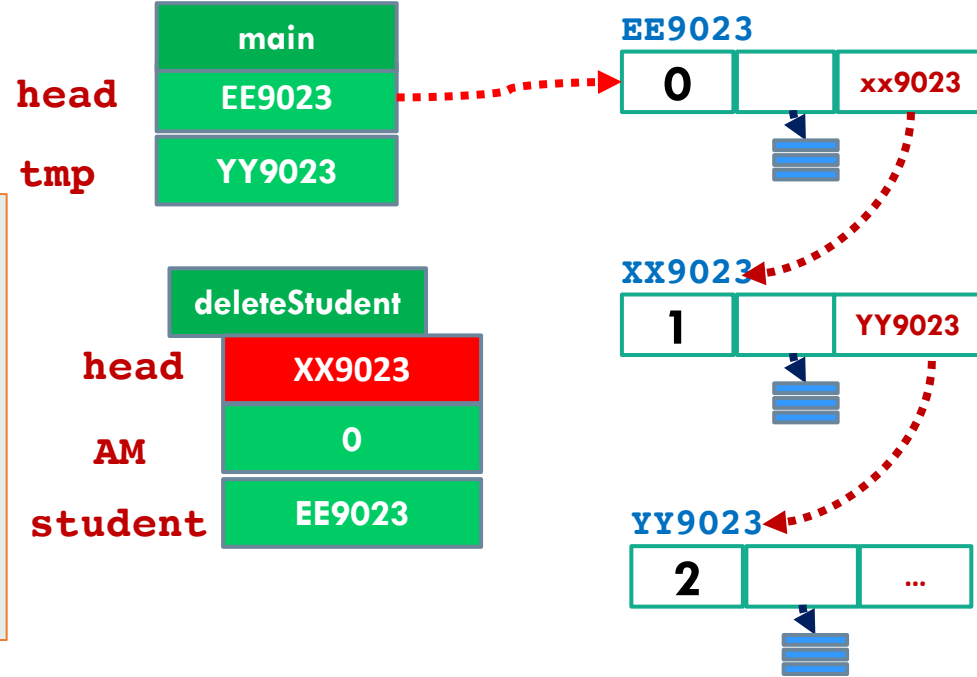 main
head EE9023
tmp YY9023
deleteStudent
head XX9023
AM 0
student EE9023
EE9023
0 xx9023
XX9023
1 YY9023
YY9023
2 ...